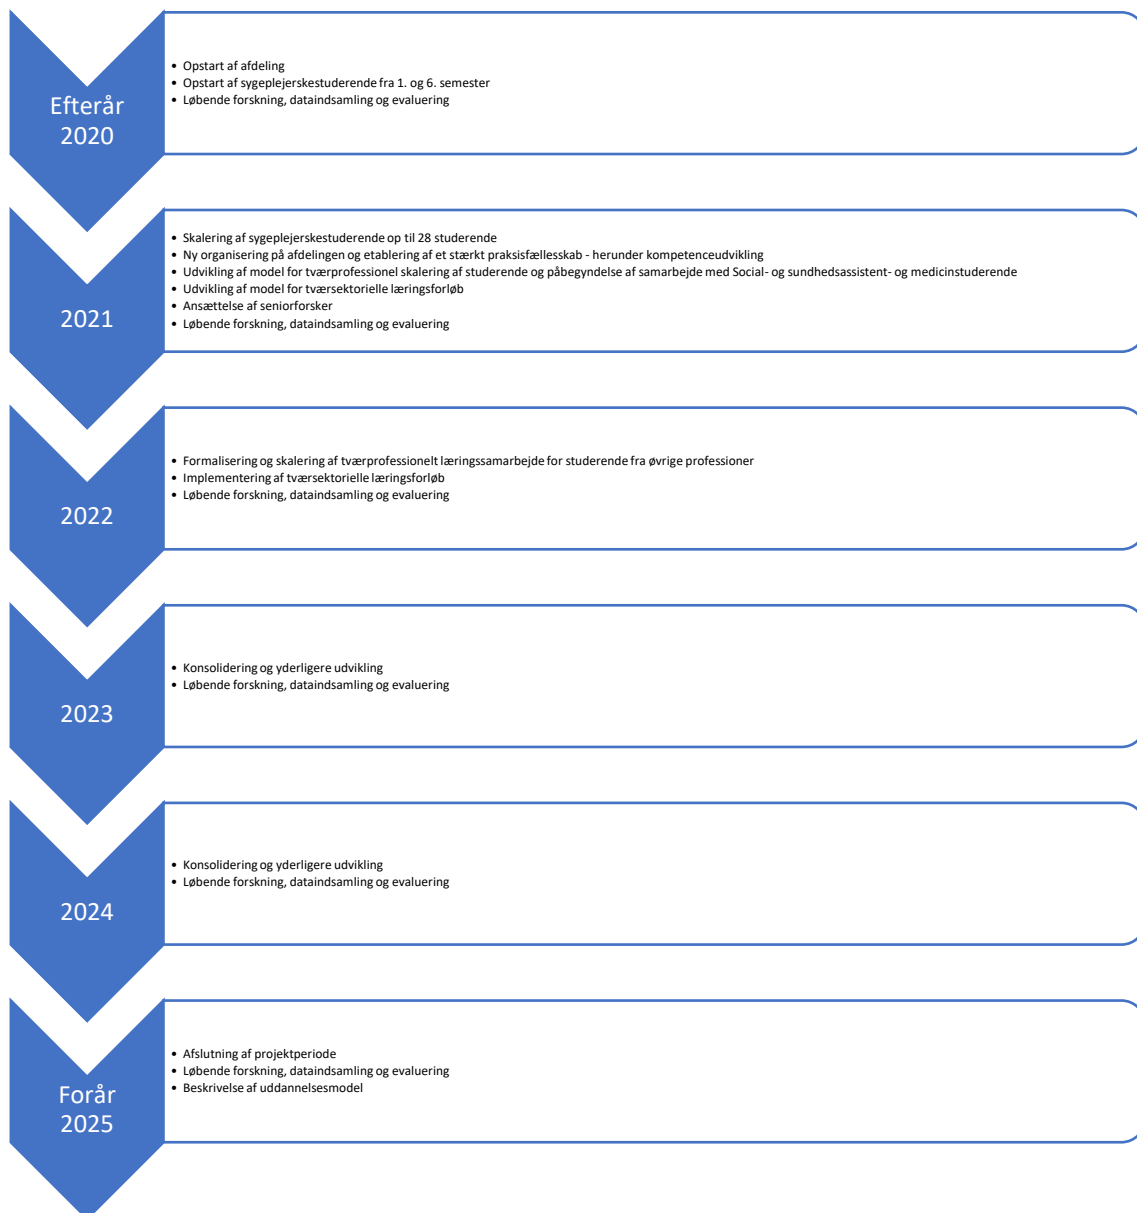 Efterår
2020
• Opstart af afdeling
• Opstart af sygeplejerskestuderende fra 1. og 6. semester
• Løbende forskning, dataindsamling og evaluering
2021
• Skalering af sygeplejerskestuderende op til 28 studerende
• Ny organisering på afdelingen og etablering af et stærkt praksisfællesskab - herunder kompetenceudvikling
• Udvikling af model for tværprofessionel skalering af studerende og påbegyndelse af samarbejde med Social- og sundhedsassistent- og medicinstuderende
• Udvikling af model for tværsektorielle læringsforløb
• Ansættelse af seniorforsker
• Løbende forskning, dataindsamling og evaluering
2022
• Formalisering og skalering af tværprofessionelt læringssamarbejde for studerende fra øvrige professioner
• Implementering af tværsektorielle læringsforløb
• Løbende forskning, dataindsamling og evaluering
2023
• Konsolidering og yderligere udvikling
• Løbende forskning, dataindsamling og evaluering
2024
• Konsolidering og yderligere udvikling
• Løbende forskning, dataindsamling og evaluering
Forår
2025
• Afslutning af projektperiode
• Løbende forskning, dataindsamling og evaluering
• Beskrivelse af uddannelsesmodel